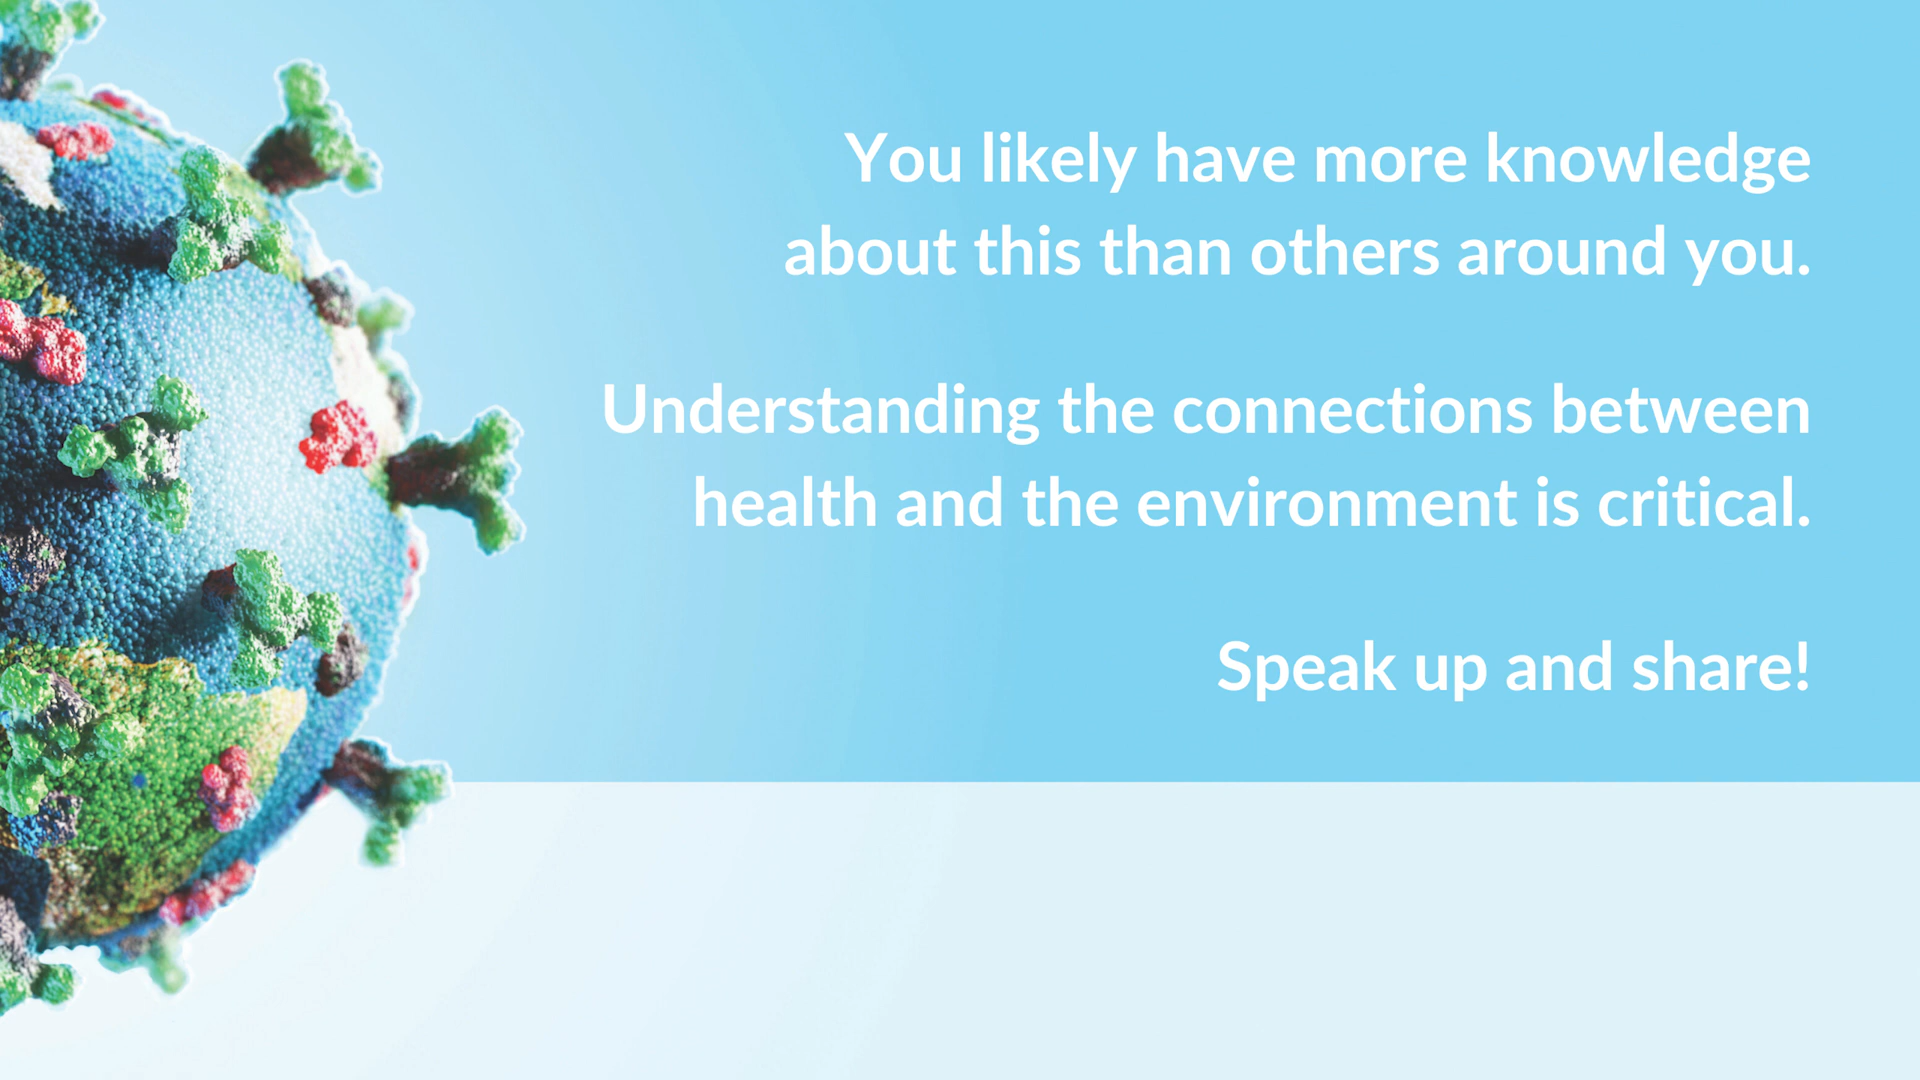 You likely have more knowledge
about this than others around you.
Understanding the connections between
health and the environment is critical.
Speak up and share!